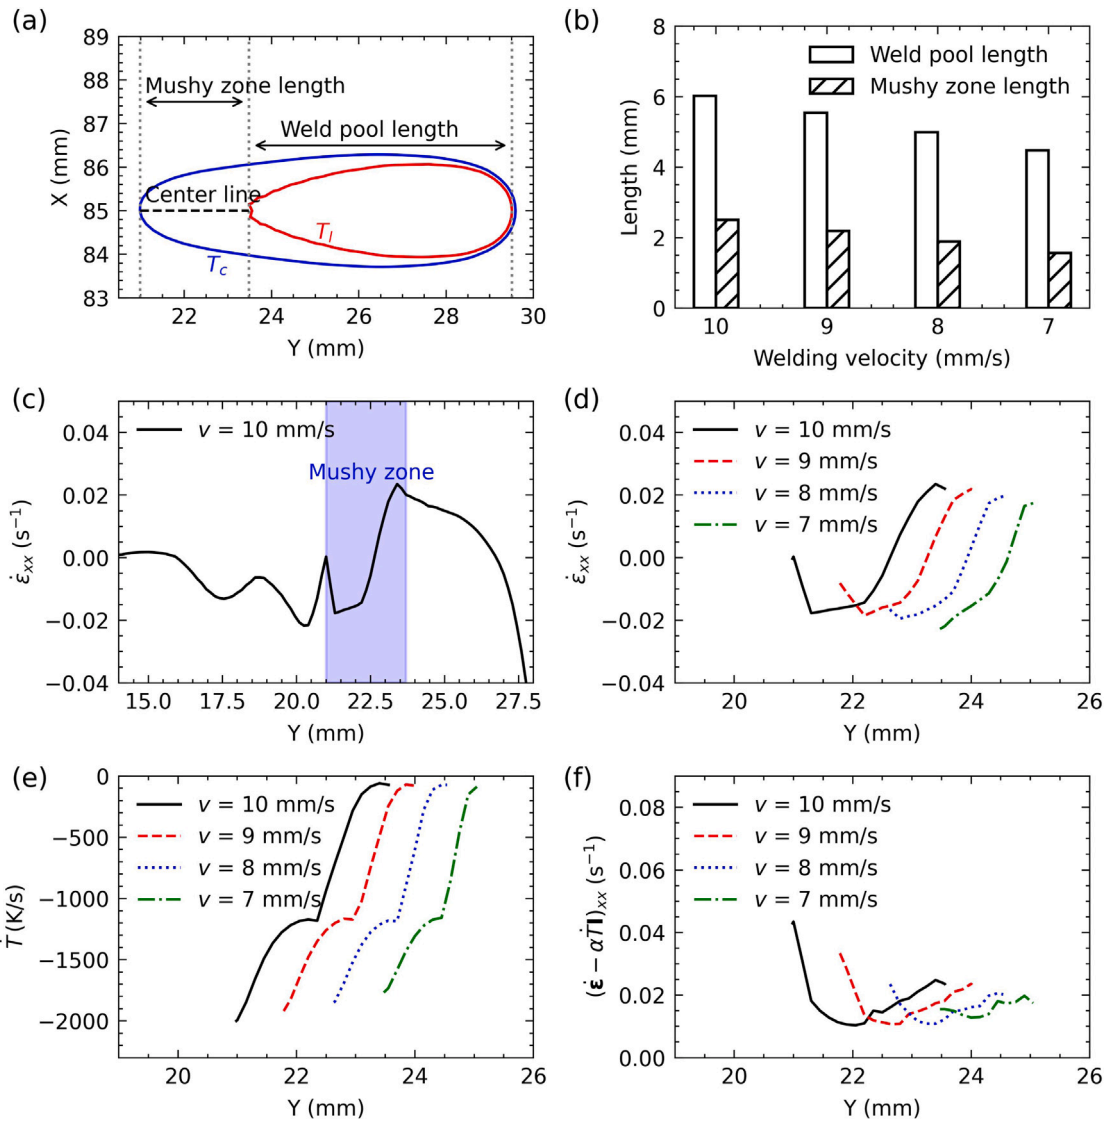 (a)
89
88
87
86
85
84
83
X (mm)
Mushy zone length
Weld pool length
Center line
T_l
T_c
22 24 26 28 30
Y (mm)
(b)
8
6
4
2
0
Length (mm)
Weld pool length
Mushy zone length
10 9 8 7
Welding velocity (mm/s)
(c)
0.04
0.02
0.00
−0.02
−0.04
ε̇_xx (s⁻¹)
v = 10 mm/s
Mushy zone
15.0 17.5 20.0 22.5 25.0 27.5
Y (mm)
(d)
0.04
0.02
0.00
−0.02
−0.04
ε̇_xx (s⁻¹)
v = 10 mm/s
v = 9 mm/s
v = 8 mm/s
v = 7 mm/s
20 22 24 26
Y (mm)
(e)
0
−500
−1000
−1500
−2000
Ṫ (K/s)
v = 10 mm/s
v = 9 mm/s
v = 8 mm/s
v = 7 mm/s
20 22 24 26
Y (mm)
(f)
0.08
0.06
0.04
0.02
0.00
(ε̇ − αṪI)_xx (s⁻¹)
v = 10 mm/s
v = 9 mm/s
v = 8 mm/s
v = 7 mm/s
20 22 24 26
Y (mm)